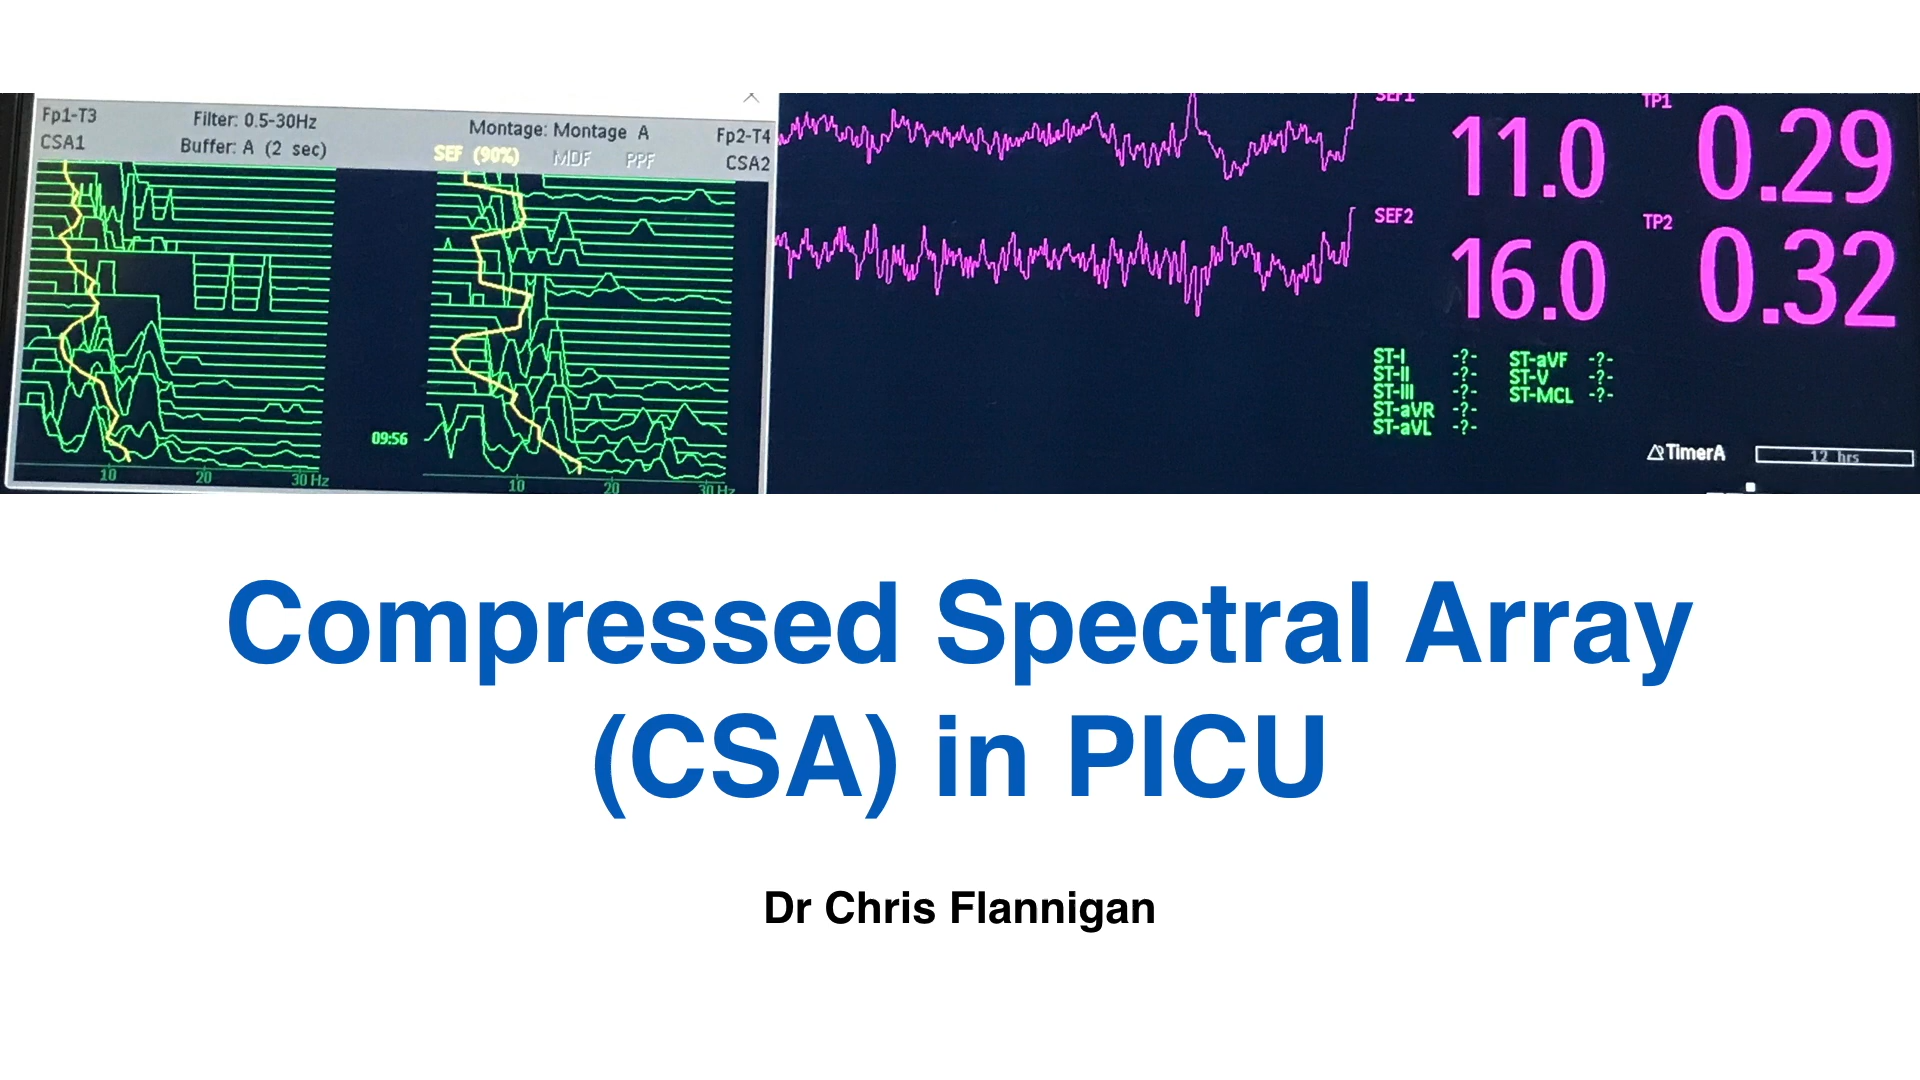 Fp1-T3
CSA1
Filter: 0.5-30Hz
Buffer: A (2 sec)
Montage: Montage A
SEF (90%) MDF PPF
Fp2-T4
CSA2
09:56
10 20 30 Hz
10 20 30 Hz
SEF1
11.0
TP1
0.29
SEF2
16.0
TP2
0.32
ST-I -?-
ST-II -?-
ST-III -?-
ST-aVR -?-
ST-aVL -?-
ST-aVF -?-
ST-V -?-
ST-MCL -?-
TimerA
12 hrs
Compressed Spectral Array
(CSA) in PICU
Dr Chris Flannigan